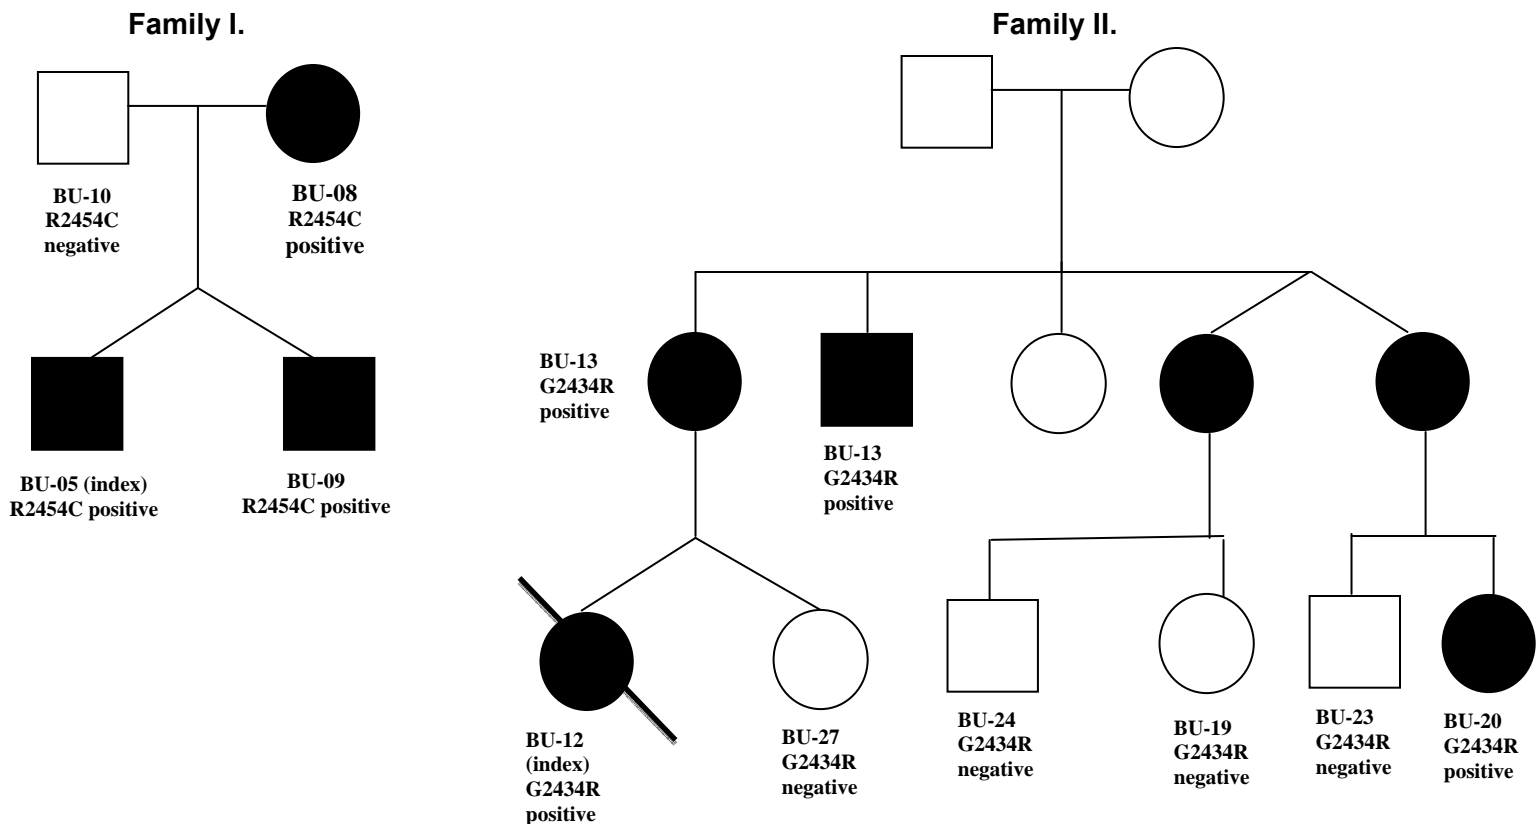 Family I.
BU-10
R2454C
negative
BU-08
R2454C
positive
BU-05 (index)
R2454C positive
BU-09
R2454C positive
Family II.
BU-13
G2434R
positive
BU-13
G2434R
positive
BU-12
(index)
G2434R
positive
BU-27
G2434R
negative
BU-24
G2434R
negative
BU-19
G2434R
negative
BU-23
G2434R
negative
BU-20
G2434R
positive